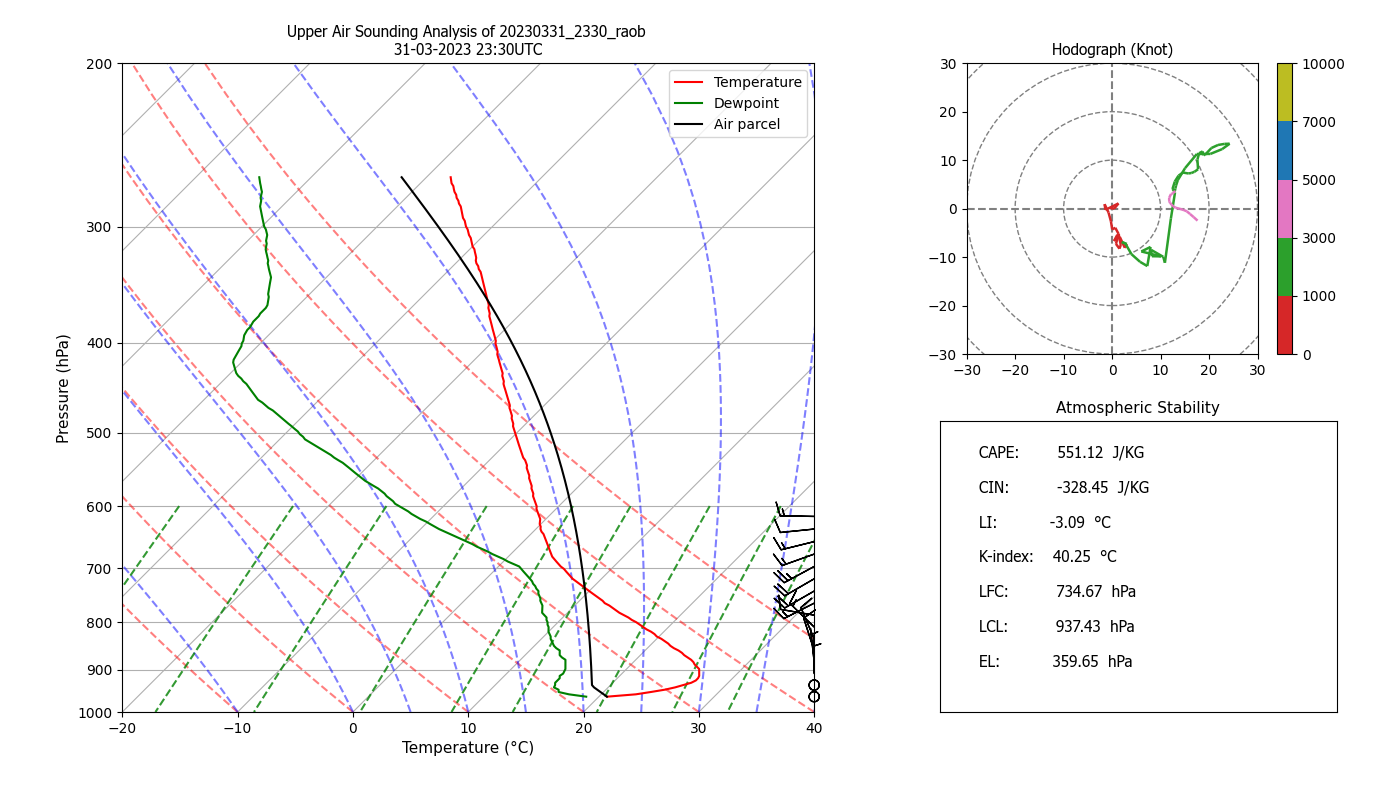 Upper Air Sounding Analysis of 20230331_2330_raob
31-03-2023 23:30UTC
200
300
400
500
600
700
800
900
1000
Pressure (hPa)
−20
−10
0
10
20
30
40
Temperature (°C)
Temperature
Dewpoint
Air parcel
Hodograph (Knot)
30
20
10
0
−10
−20
−30
−30
−20
−10
0
10
20
30
10000
7000
5000
3000
1000
0
Atmospheric Stability
CAPE: 551.12 J/KG
CIN: -328.45 J/KG
LI: -3.09 °C
K-index: 40.25 °C
LFC: 734.67 hPa
LCL: 937.43 hPa
EL: 359.65 hPa